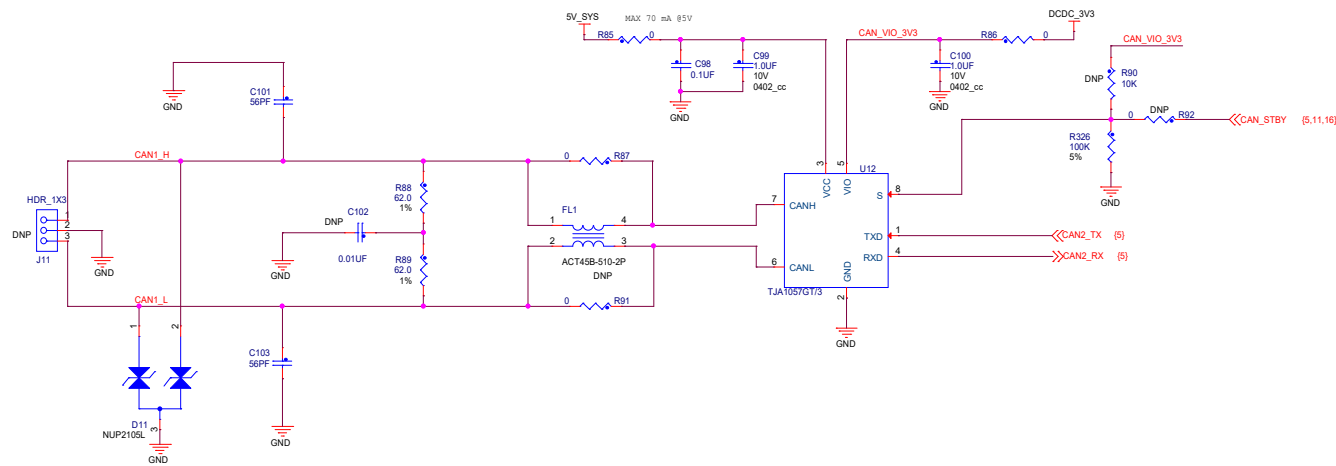 5V_SYS
MAX 70 mA @5V
DCDC_3V3
R85
0
CAN_VIO_3V3
R86
0
CAN_VIO_3V3
C98
0.1UF
C99
1.0UF
10V
0402_cc
GND
C100
1.0UF
10V
0402_cc
GND
DNP
R90
10K
DNP
0
R92
CAN_STBY
{5,11,16}
R326
100K
5%
GND
GND
C101
56PF
CAN1_H
0
R87
3
5
U12
VCC
VIO
HDR_1X3
1
2
3
DNP
J11
GND
R88
62.0
1%
DNP
C102
0.01UF
GND
R89
62.0
1%
FL1
1
4
2
3
ACT45B-510-2P
DNP
7
CANH
S
8
TXD
1
CAN2_TX
{5}
RXD
4
CAN2_RX
{5}
6
CANL
GND
2
TJA1057GT/3
GND
CAN1_L
0
R91
1
2
C103
56PF
GND
D11
NUP2105L
3
GND